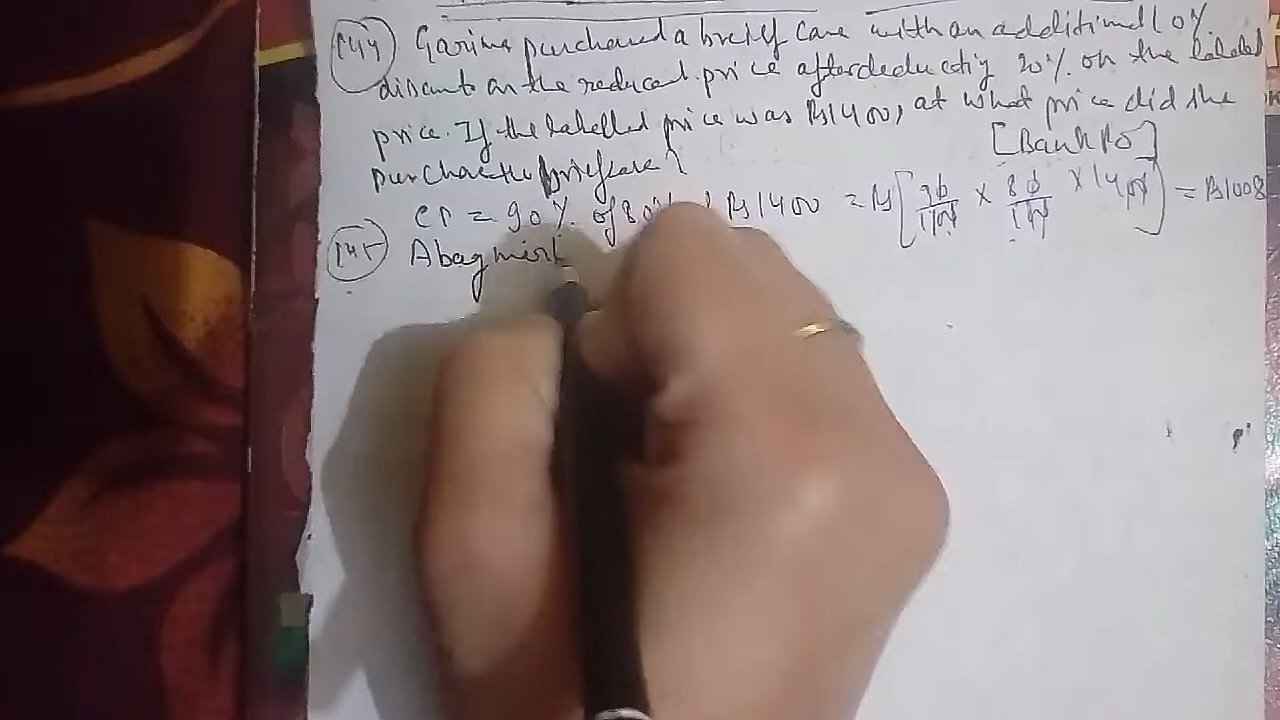 144 Garima purchased a brief case with an additional 10%
discount on the reduced price after deducting 20% on the labelled
price. If the labelled price was Rs1400, at what price did she
purchase the briefcase?
[Bank PO]
CP = 90% of 80% of Rs1400 = Rs[90/100 × 80/100 × 1400] = Rs1008
145 A bag mark